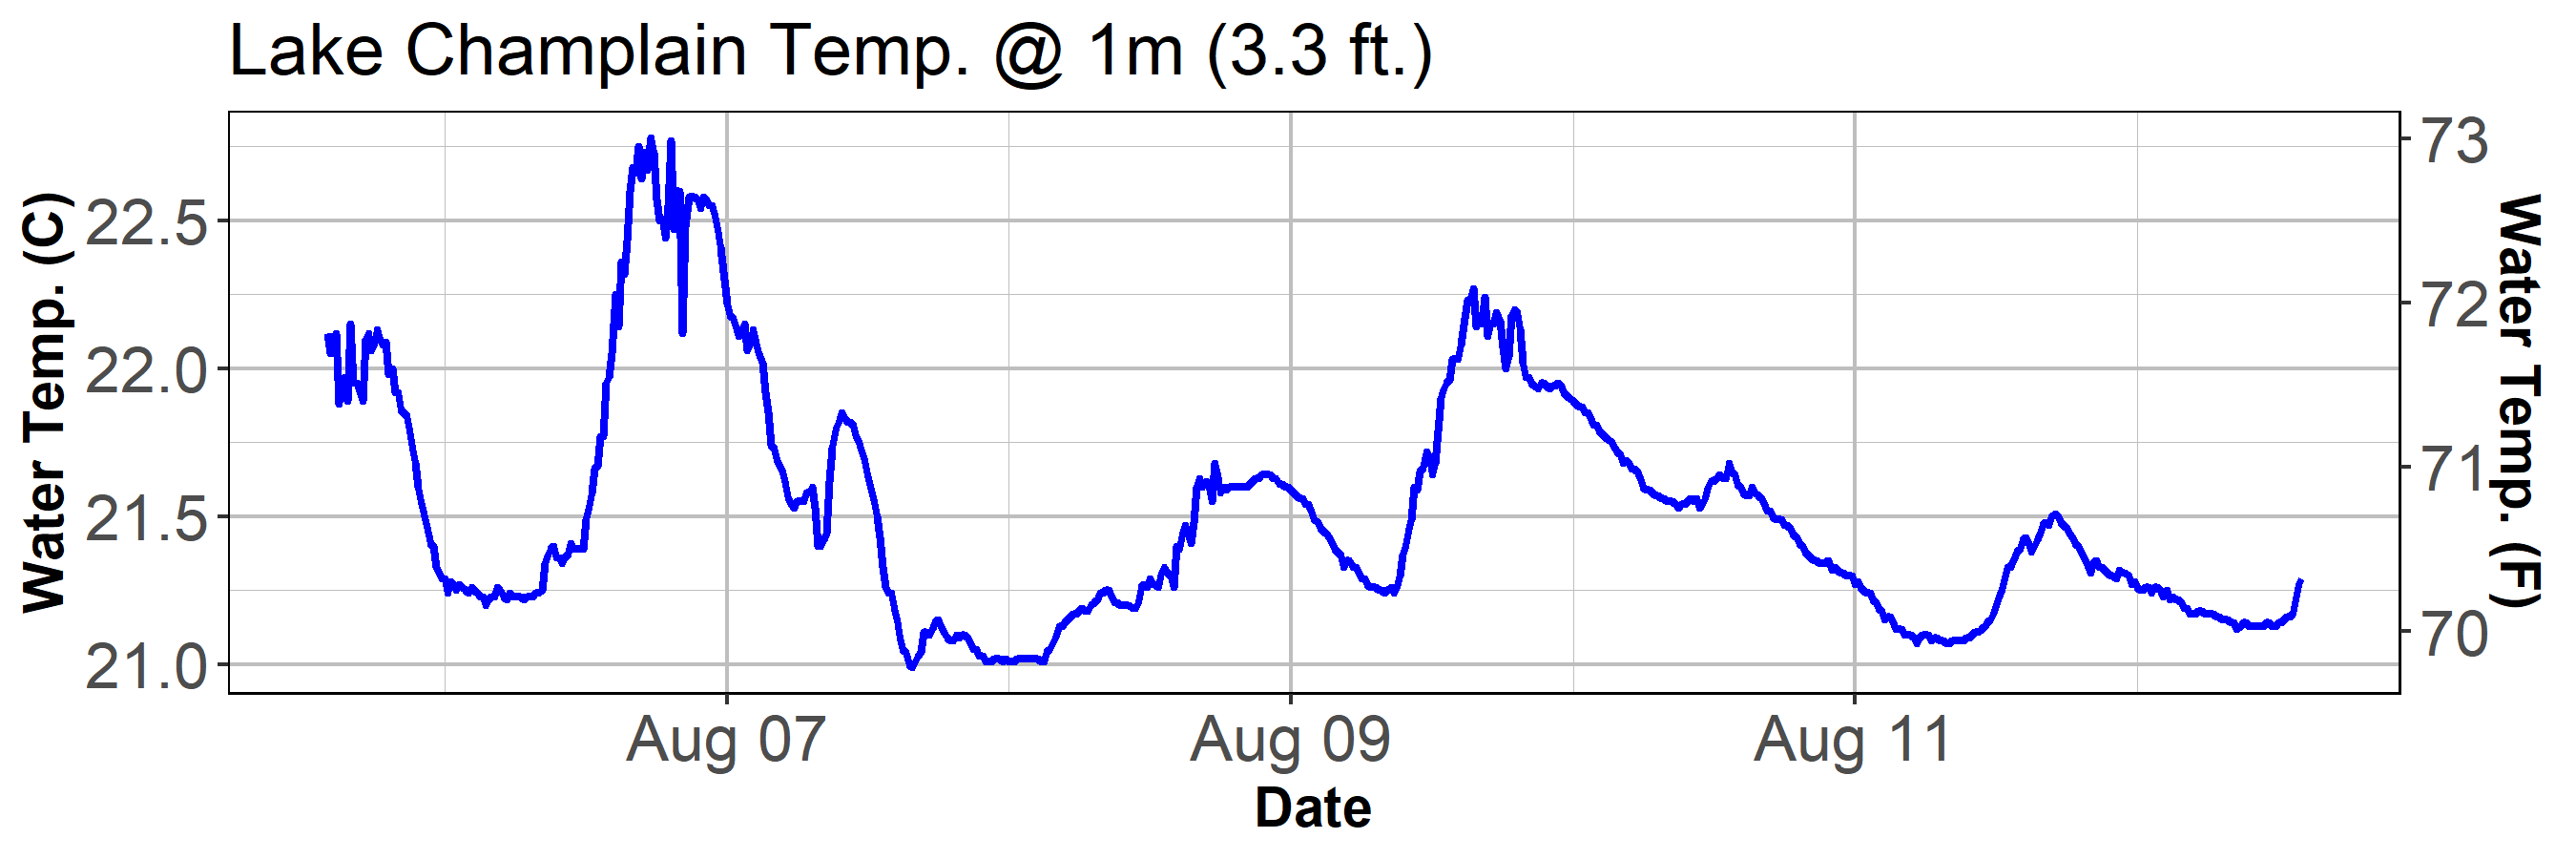 Lake Champlain Temp. @ 1m (3.3 ft.)
Water Temp. (C)
22.5
22.0
21.5
21.0
73
72
71
70
Water Temp. (F)
Aug 07 Aug 09 Aug 11
Date